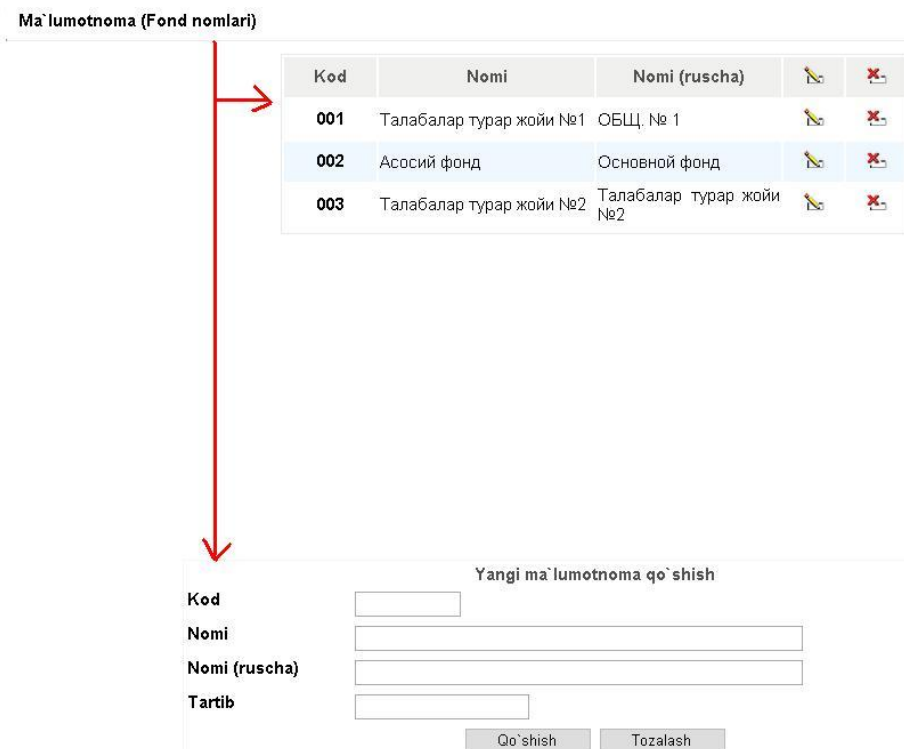 Ma`lumotnoma (Fond nomlari)
Kod Nomi Nomi (ruscha)
001 Талабалар турар жойи №1 ОБЩ. № 1
002 Асосий фонд Основной фонд
003 Талабалар турар жойи №2 Талабалар турар жойи
№2
Yangi ma`lumotnoma qo`shish
Kod
Nomi
Nomi (ruscha)
Tartib
Qo`shish Tozalash